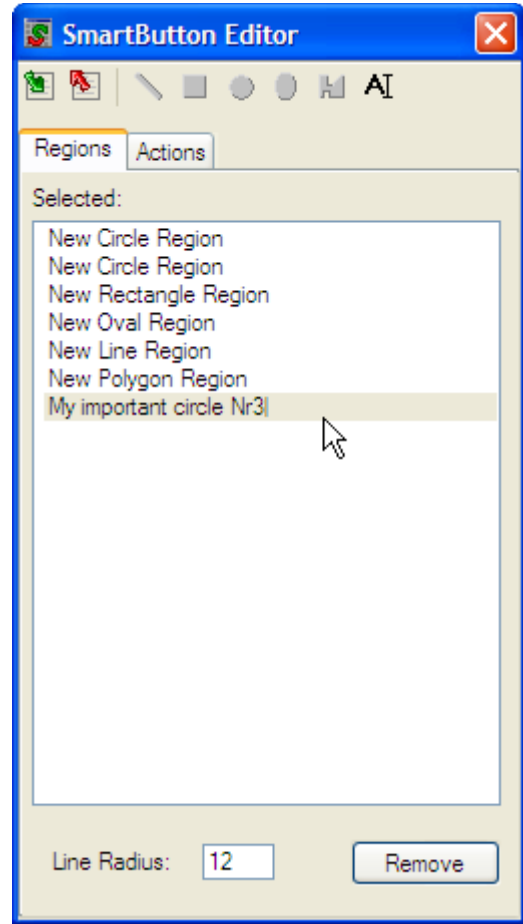 SmartButton Editor
AI
Regions Actions
Selected:
New Circle Region
New Circle Region
New Rectangle Region
New Oval Region
New Line Region
New Polygon Region
My important circle Nr3
Line Radius: 12 Remove